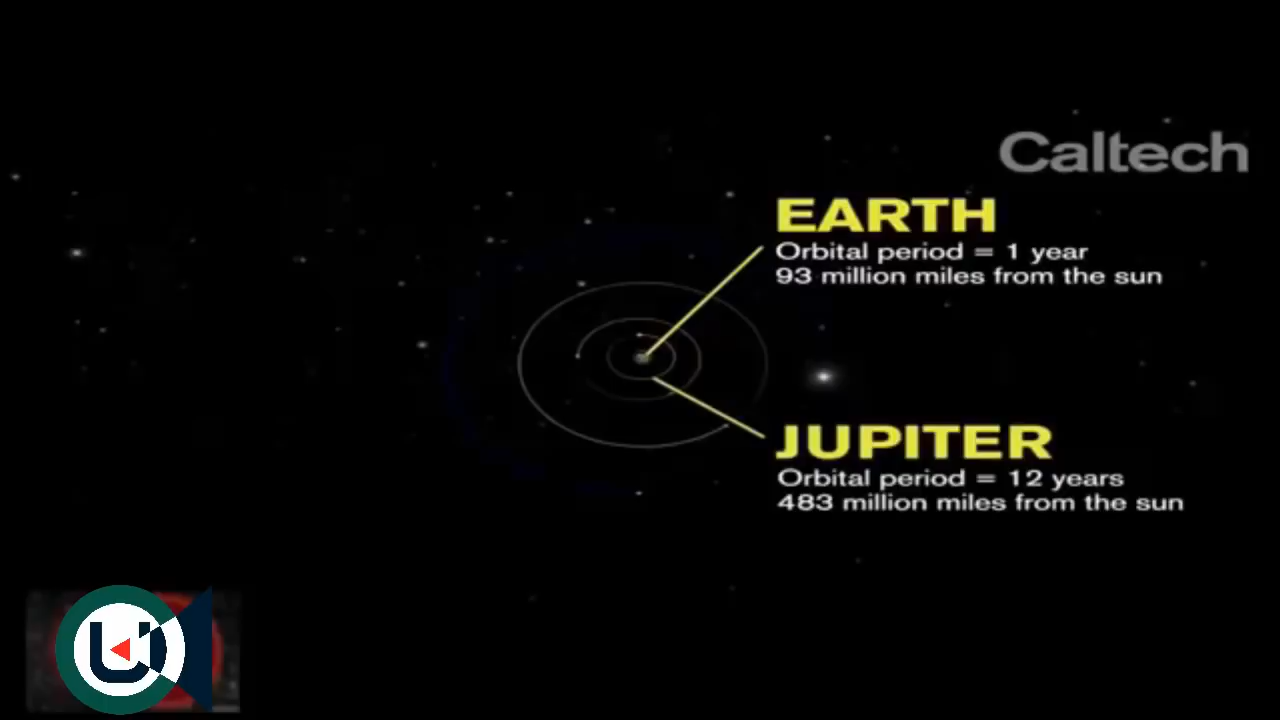 Caltech
EARTH
Orbital period = 1 year
93 million miles from the sun
JUPITER
Orbital period = 12 years
483 million miles from the sun